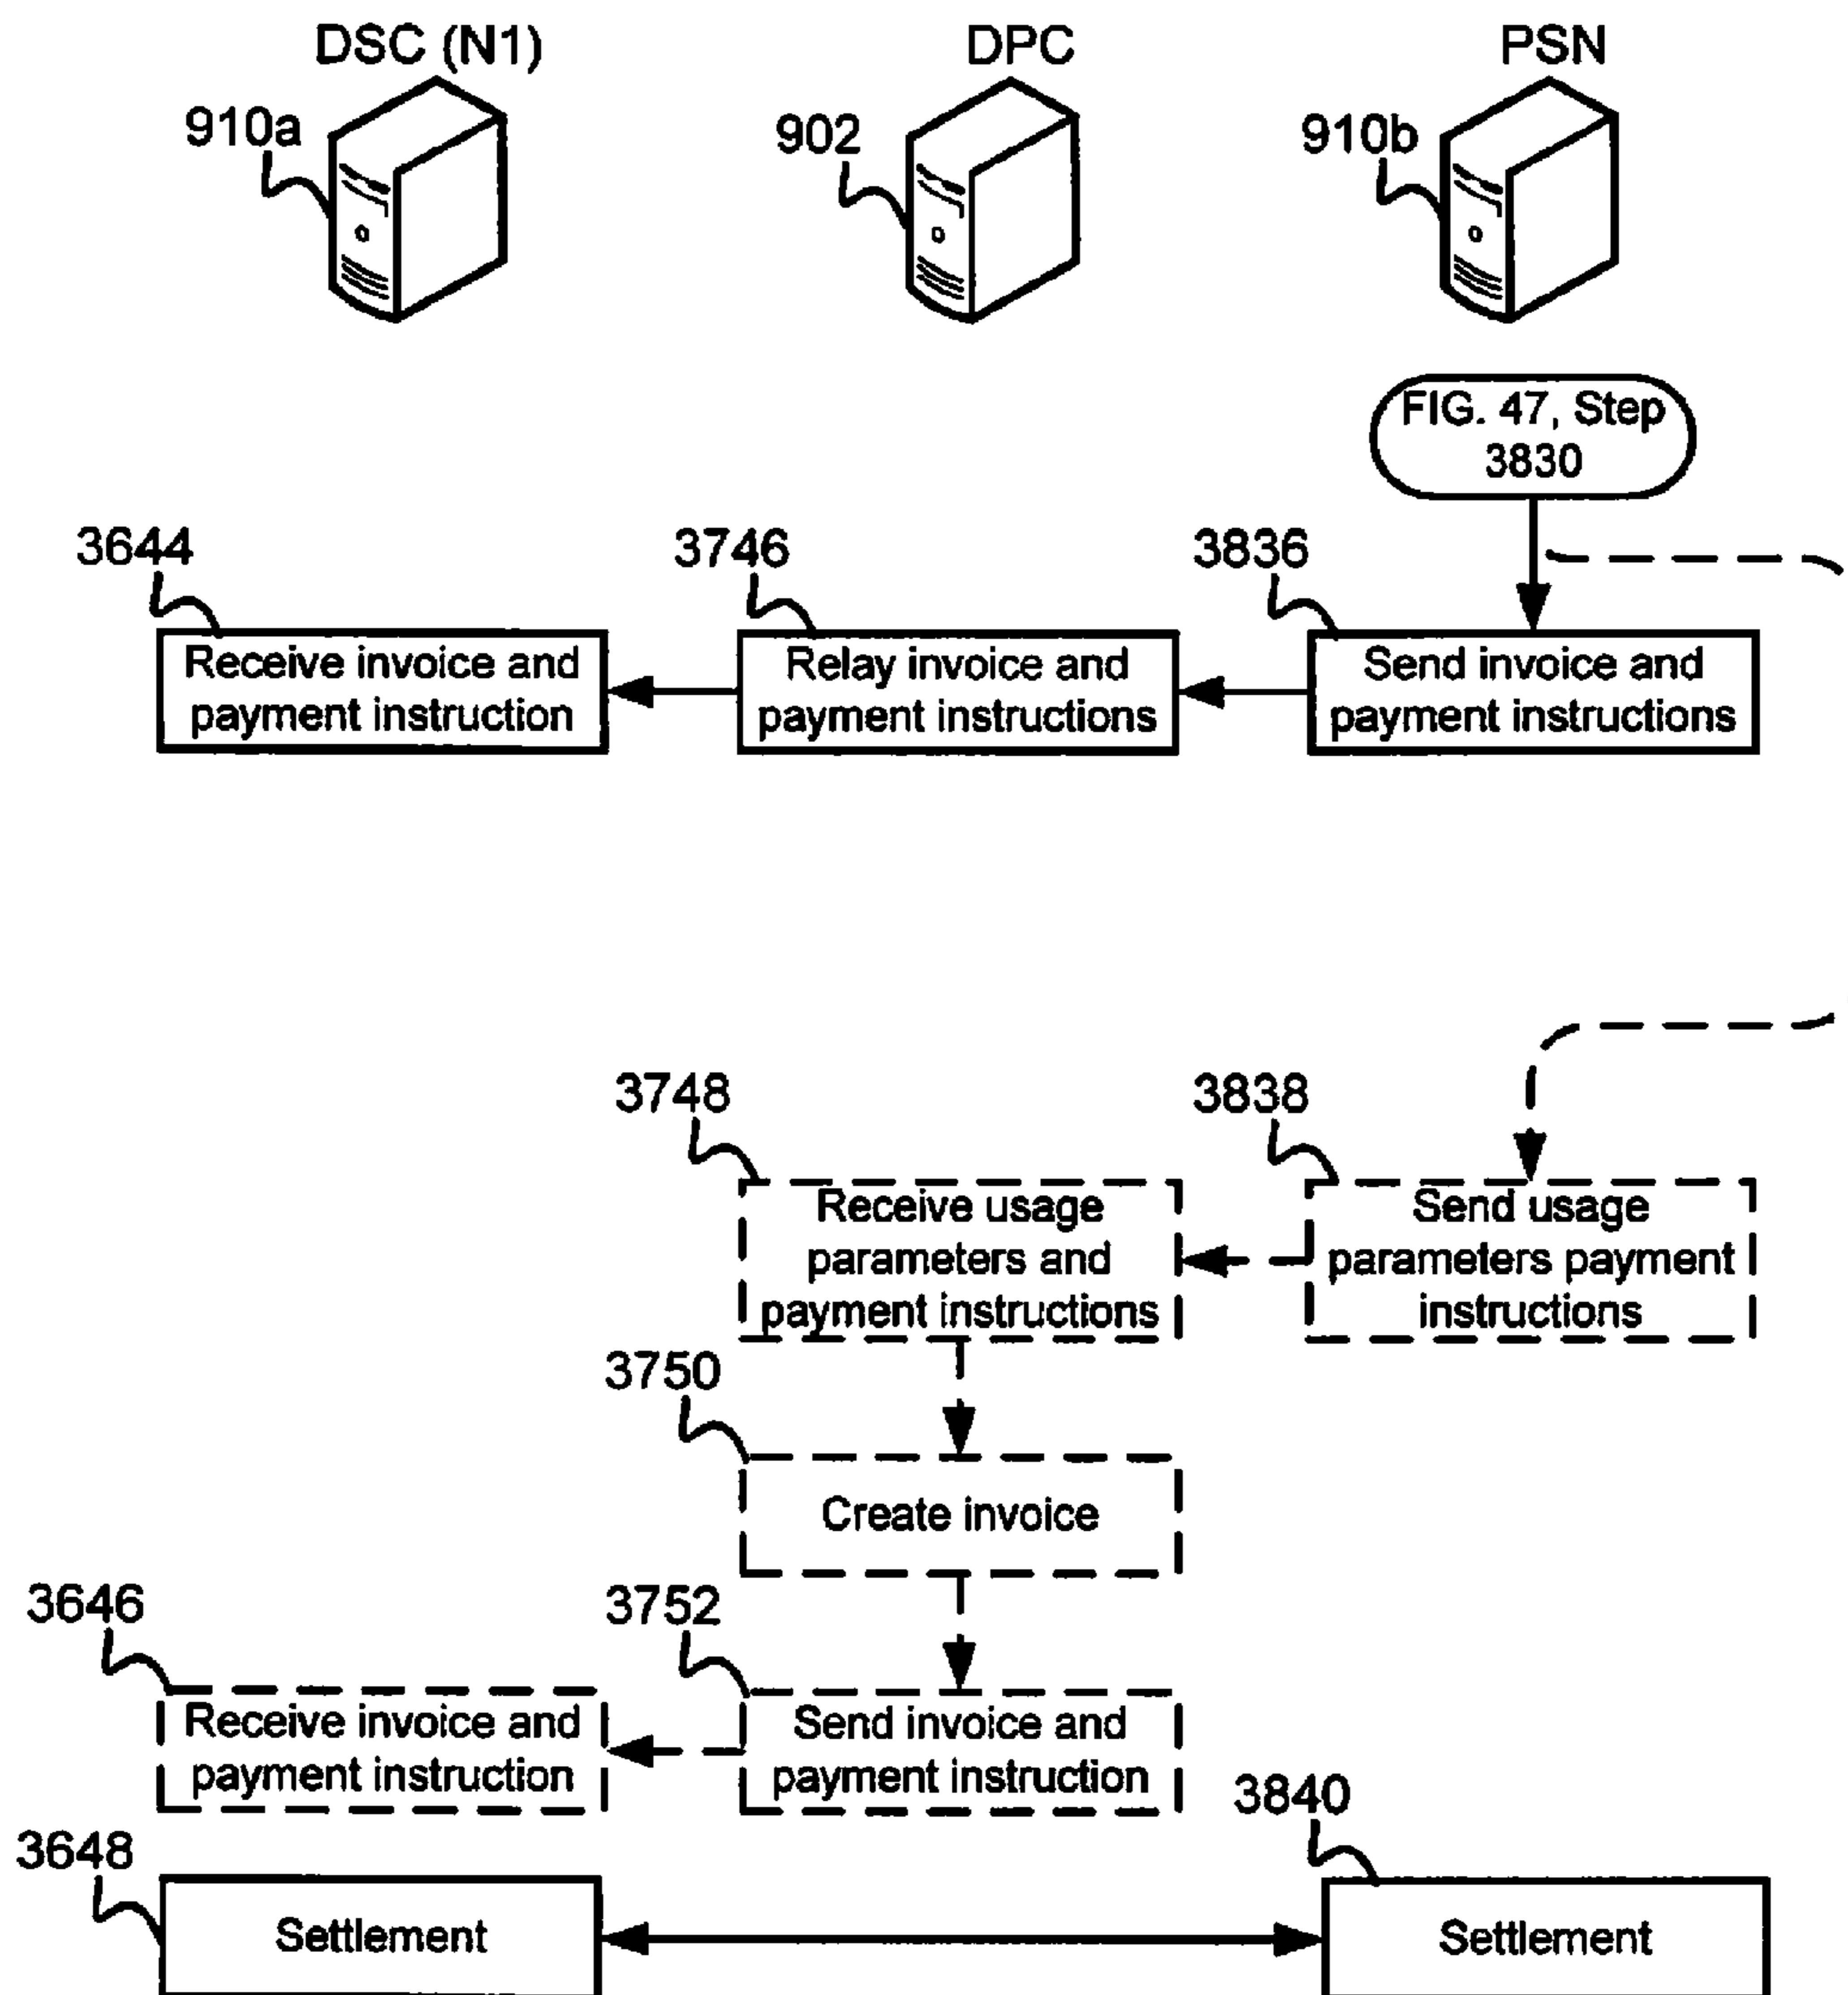 DSC (N1)
DPC
PSN
910a
902
910b
FIG. 47, Step
3830
3644
3746
3836
Receive invoice and
payment instruction
Relay invoice and
payment instructions
Send invoice and
payment instructions
3748
3838
Receive usage
parameters and
payment instructions
Send usage
parameters payment
instructions
3750
Create invoice
3646
3752
Receive invoice and
payment instruction
Send invoice and
payment instruction
3648
3840
Settlement
Settlement